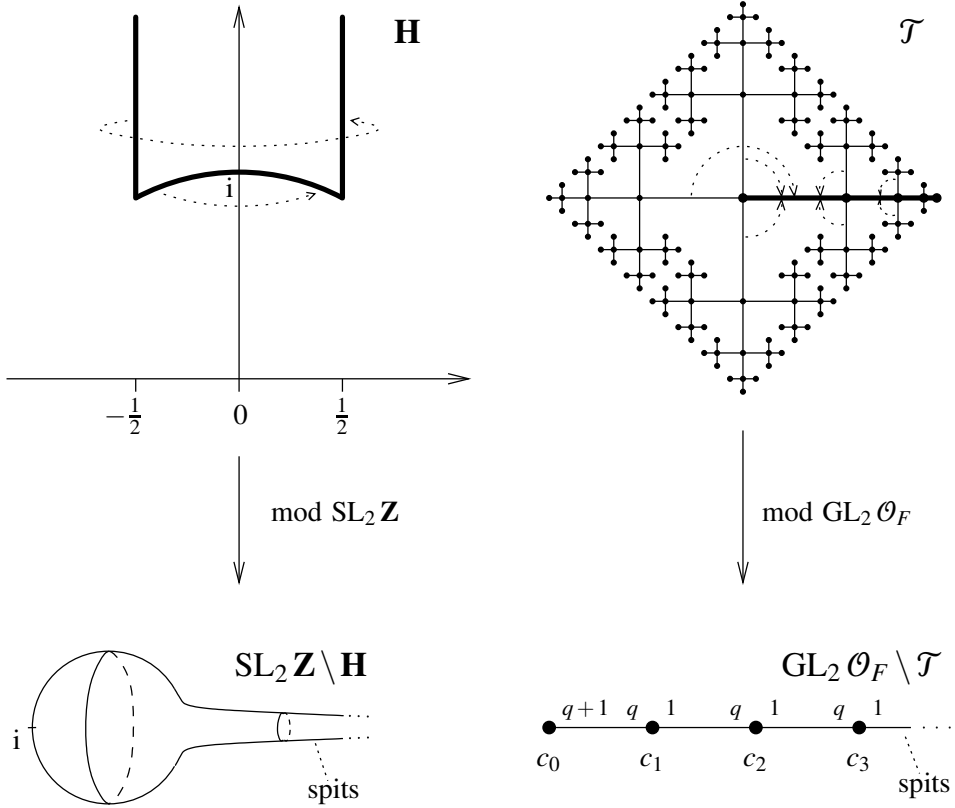 H
𝒯
i
−1/2 0 1/2
mod SL₂ Z
mod GL₂ 𝒪_F
SL₂ Z\H
i
spits
GL₂ 𝒪_F \ 𝒯
q+1 q 1 q 1 q 1
c₀ c₁ c₂ c₃
spits